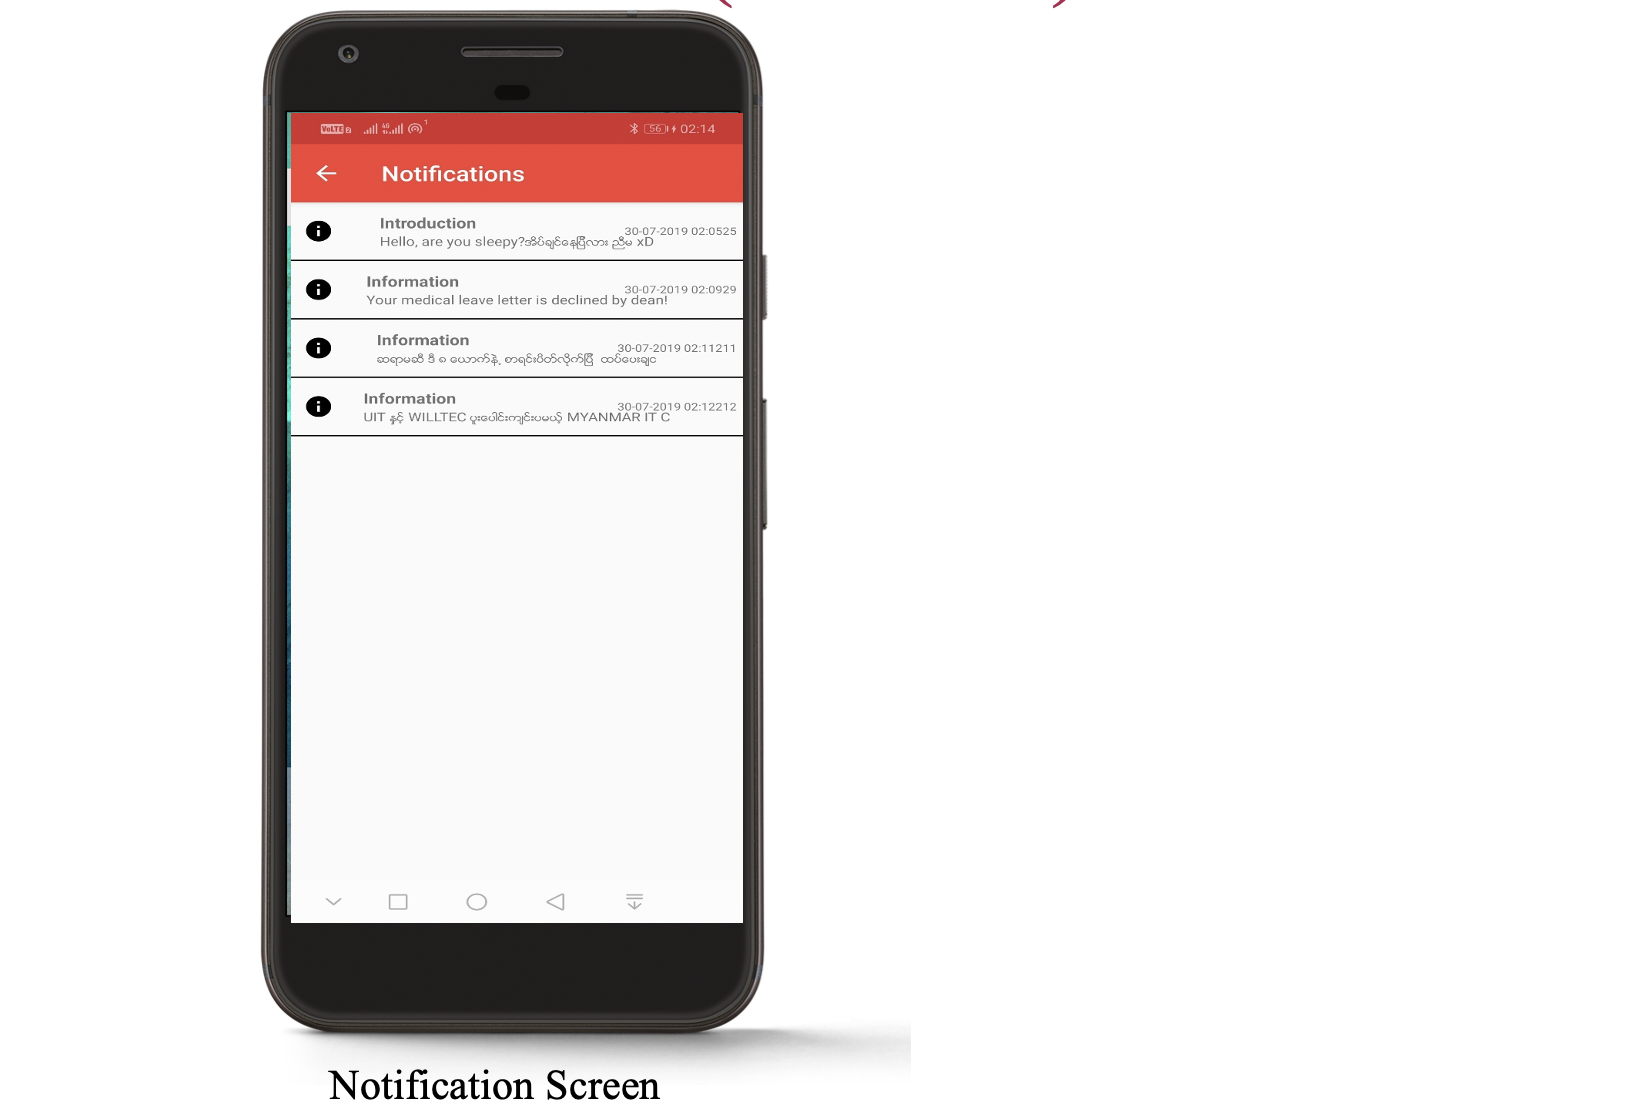 VoLTE 2 4G 1 56 02:14
Notifications
Introduction
30-07-2019 02:0525
Hello, are you sleepy?အိပ်ချင်နေပြီလား ညီမ xD
Information
30-07-2019 02:0929
Your medical leave letter is declined by dean!
Information
30-07-2019 02:11211
ဆရာမဆီ ဒီ ၈ ယောက်နဲ့ စာရင်းပိတ်လိုက်ပြီ ထပ်ပေးချင
Information
30-07-2019 02:12212
UIT နှင့် WILLTEC ပူးပေါင်းကျင်းပမယ့် MYANMAR IT C
Notification Screen